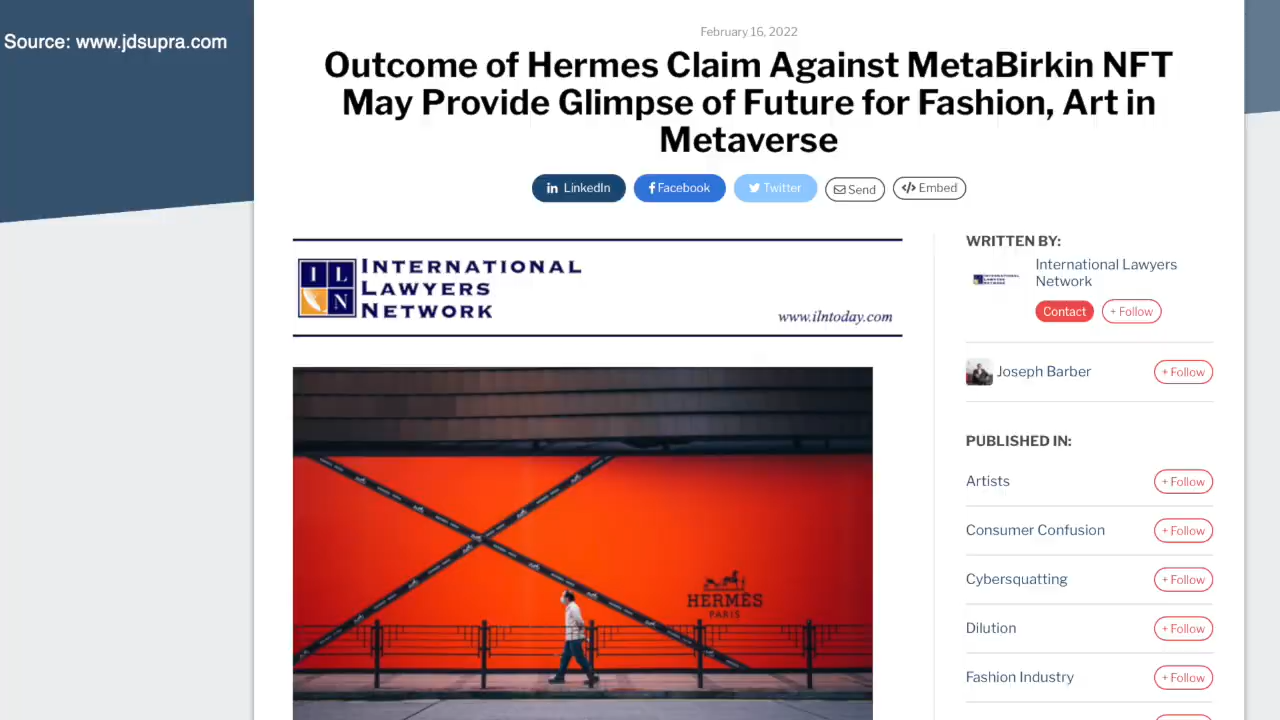 Source: www.jdsupra.com
February 16, 2022
Outcome of Hermes Claim Against MetaBirkin NFT
May Provide Glimpse of Future for Fashion, Art in
Metaverse
in LinkedIn
f Facebook
Twitter
Send
</> Embed
I L
N
INTERNATIONAL
LAWYERS
NETWORK
www.ilntoday.com
HERMÈS
PARIS
WRITTEN BY:
International Lawyers
Network
Contact
+ Follow
Joseph Barber
+ Follow
PUBLISHED IN:
Artists
+ Follow
Consumer Confusion
+ Follow
Cybersquatting
+ Follow
Dilution
+ Follow
Fashion Industry
+ Follow